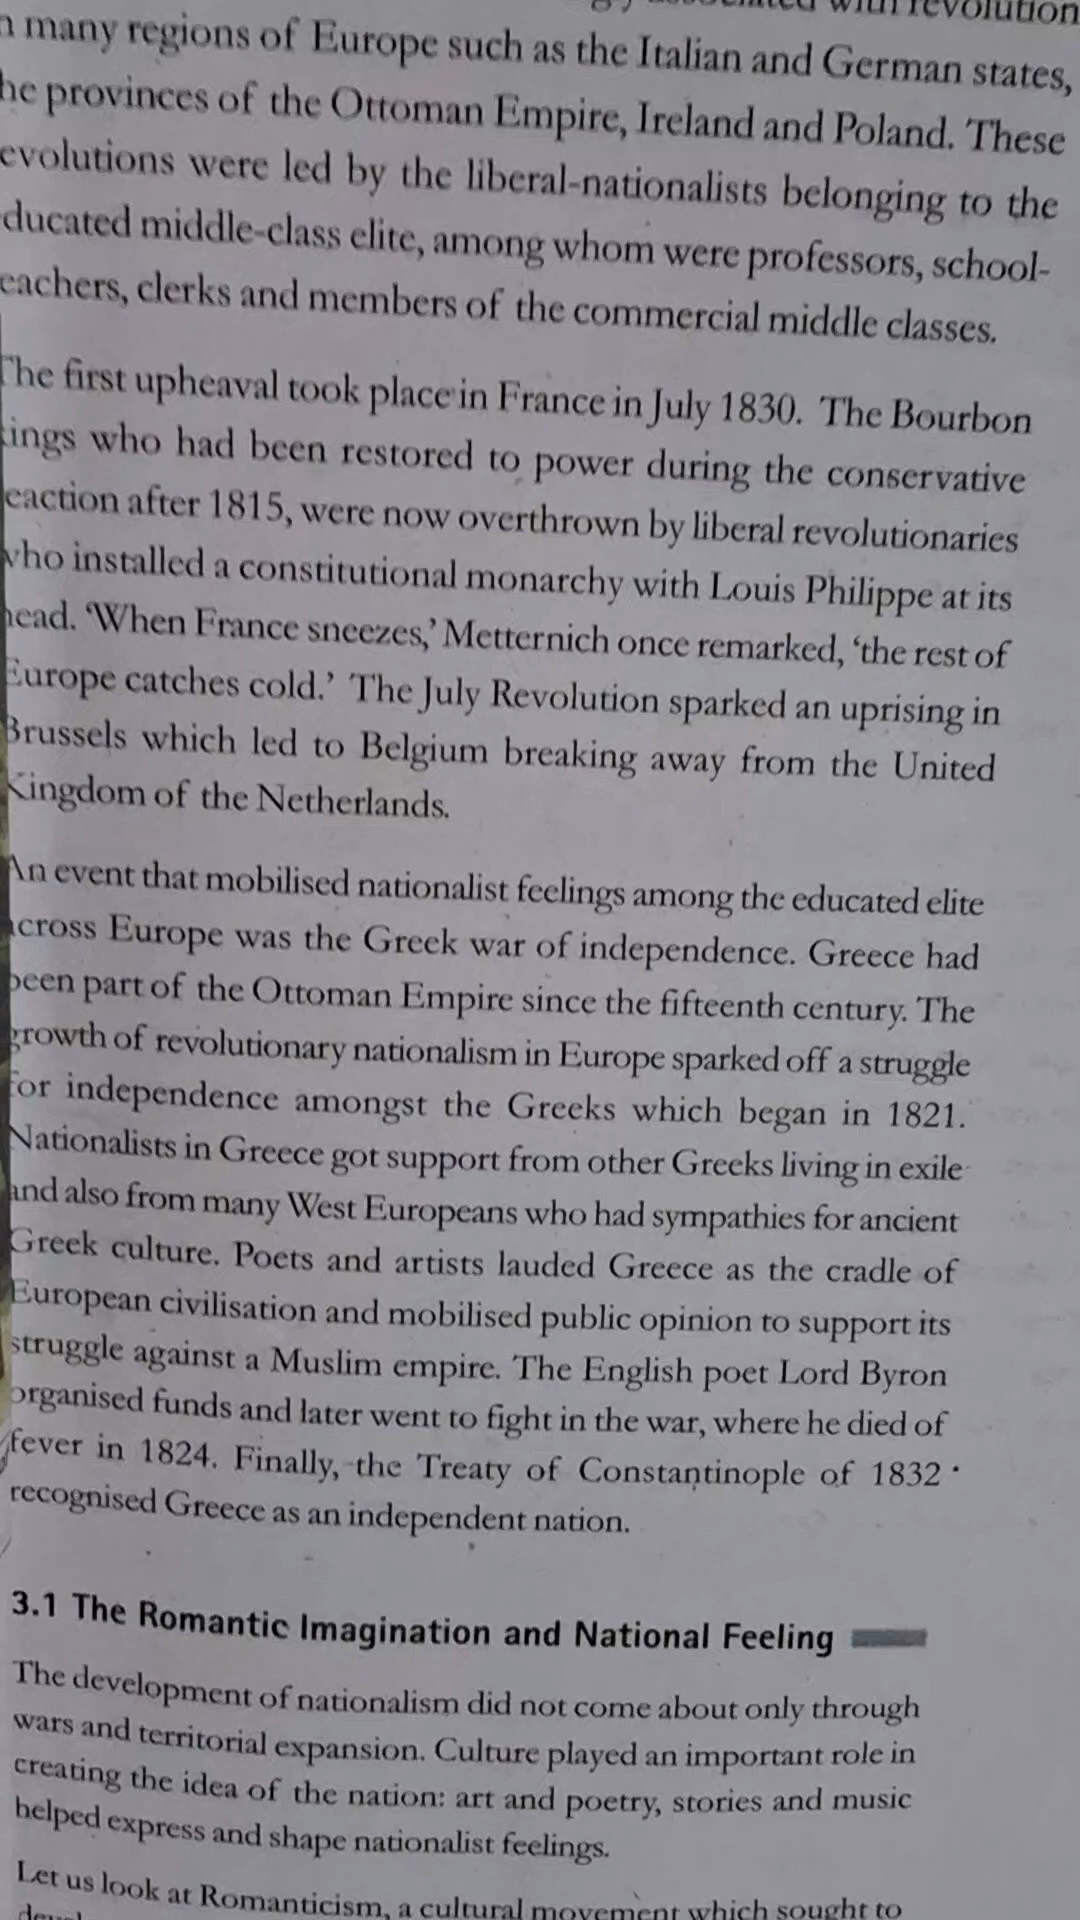 with revolution
many regions of Europe such as the Italian and German states,
he provinces of the Ottoman Empire, Ireland and Poland. These
evolutions were led by the liberal-nationalists belonging to the
ducated middle-class elite, among whom were professors, school-
eachers, clerks and members of the commercial middle classes.
The first upheaval took place in France in July 1830. The Bourbon
ings who had been restored to power during the conservative
eaction after 1815, were now overthrown by liberal revolutionaries
who installed a constitutional monarchy with Louis Philippe at its
head. ‘When France sneezes,’ Metternich once remarked, ‘the rest of
Europe catches cold.’ The July Revolution sparked an uprising in
Brussels which led to Belgium breaking away from the United
Kingdom of the Netherlands.
An event that mobilised nationalist feelings among the educated elite
across Europe was the Greek war of independence. Greece had
been part of the Ottoman Empire since the fifteenth century. The
growth of revolutionary nationalism in Europe sparked off a struggle
for independence amongst the Greeks which began in 1821.
Nationalists in Greece got support from other Greeks living in exile
and also from many West Europeans who had sympathies for ancient
Greek culture. Poets and artists lauded Greece as the cradle of
European civilisation and mobilised public opinion to support its
struggle against a Muslim empire. The English poet Lord Byron
organised funds and later went to fight in the war, where he died of
fever in 1824. Finally, the Treaty of Constantinople of 1832
recognised Greece as an independent nation.
3.1 The Romantic Imagination and National Feeling
The development of nationalism did not come about only through
wars and territorial expansion. Culture played an important role in
creating the idea of the nation: art and poetry, stories and music
helped express and shape nationalist feelings.
Let us look at Romanticism, a cultural movement which sought to